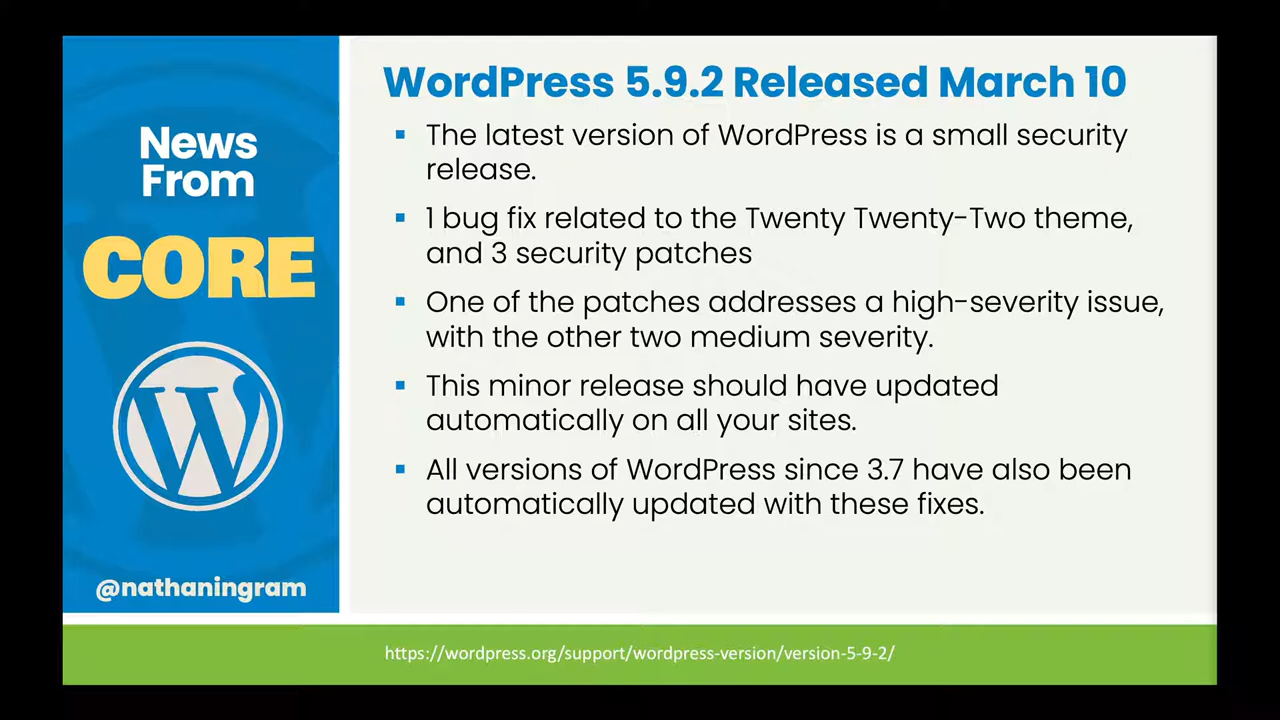 News
From
CORE
@nathaningram
WordPress 5.9.2 Released March 10
▪ The latest version of WordPress is a small security
release.
▪ 1 bug fix related to the Twenty Twenty-Two theme,
and 3 security patches
▪ One of the patches addresses a high-severity issue,
with the other two medium severity.
▪ This minor release should have updated
automatically on all your sites.
▪ All versions of WordPress since 3.7 have also been
automatically updated with these fixes.
https://wordpress.org/support/wordpress-version/version-5-9-2/